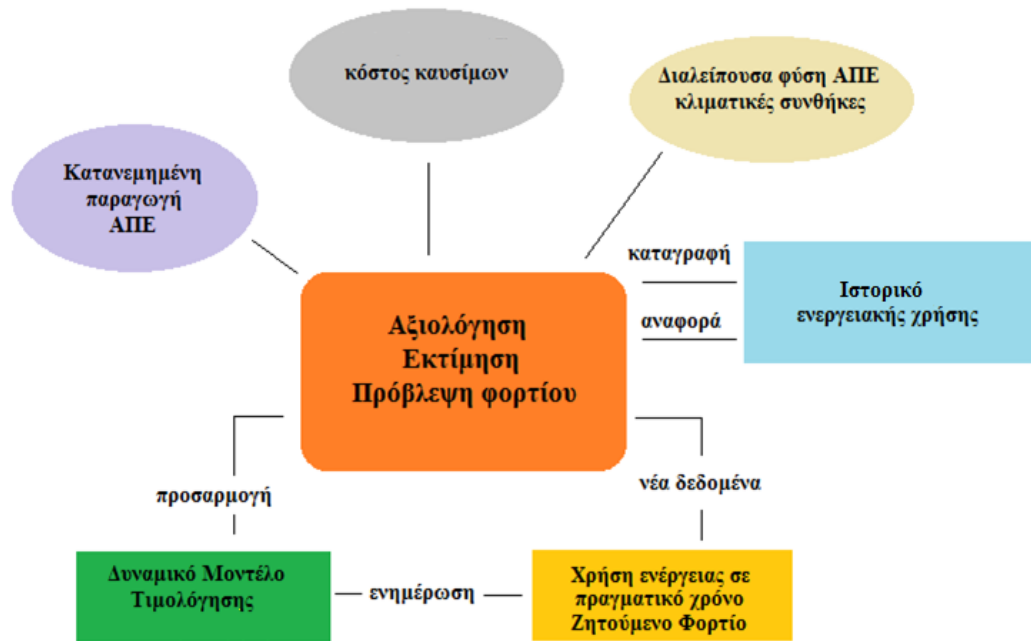 κόστος καυσίμων
Διαλείπουσα φύση ΑΠΕ
κλιματικές συνθήκες
Κατανεμημένη
παραγωγή
ΑΠΕ
καταγραφή
αναφορά
Ιστορικό
ενεργειακής χρήσης
Αξιολόγηση
Εκτίμηση
Πρόβλεψη φορτίου
προσαρμογή
νέα δεδομένα
Δυναμικό Μοντέλο
Τιμολόγησης
ενημέρωση
Χρήση ενέργειας σε
πραγματικό χρόνο
Ζητούμενο Φορτίο